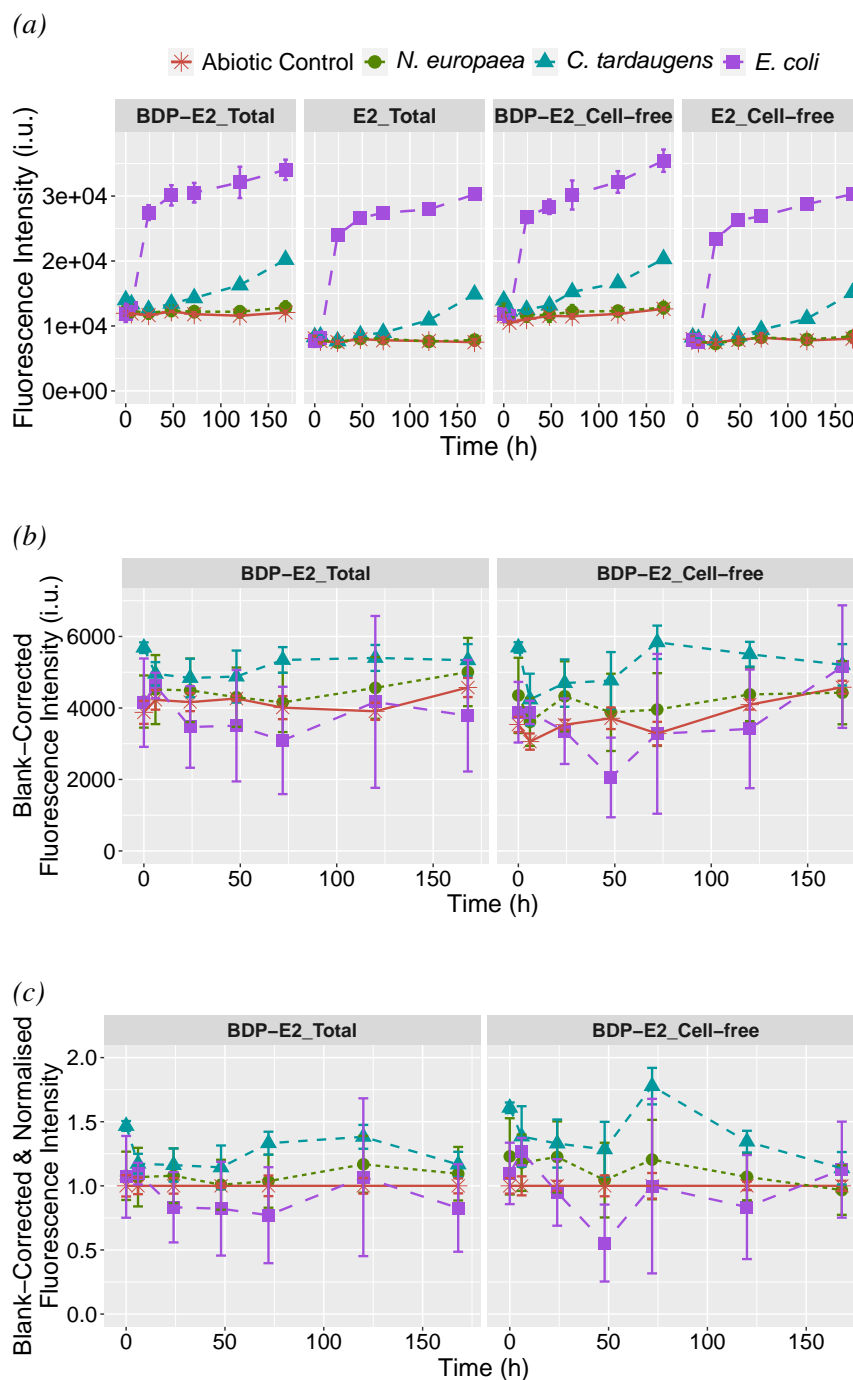 (a)
Abiotic Control N. europaea C. tardaugens E. coli
BDP−E2_Total E2_Total BDP−E2_Cell−free E2_Cell−free
Fluorescence Intensity (i.u.)
3e+04
2e+04
1e+04
0e+00
0 50 100 150 0 50 100 150 0 50 100 150 0 50 100 150
Time (h)
(b)
BDP−E2_Total BDP−E2_Cell−free
Blank−Corrected
Fluorescence Intensity (i.u.)
6000
4000
2000
0
0 50 100 150 0 50 100 150
Time (h)
(c)
BDP−E2_Total BDP−E2_Cell−free
Blank−Corrected & Normalised
Fluorescence Intensity
2.0
1.5
1.0
0.5
0.0
0 50 100 150 0 50 100 150
Time (h)